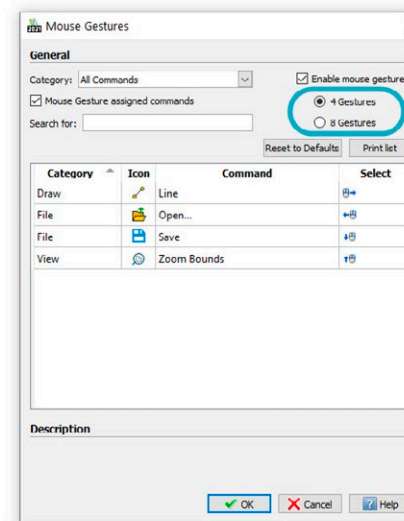 2021 Mouse Gestures
General
Category: All Commands
Enable mouse gesture
Mouse Gesture assigned commands
4 Gestures
Search for:
8 Gestures
Reset to Defaults Print list
Category Icon Command Select
Draw Line
File Open...
File Save
View Zoom Bounds
Description
OK Cancel Help